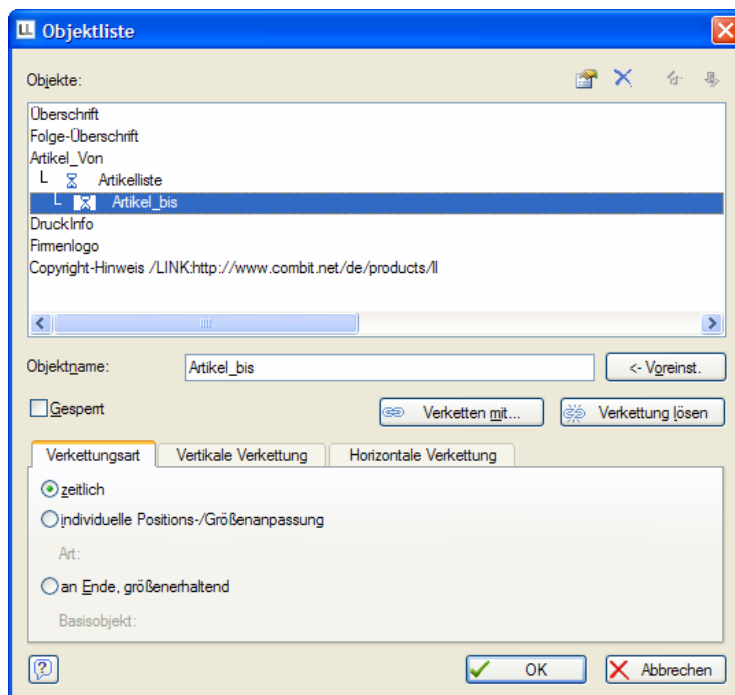 LL Objektliste
Objekte:
Überschrift
Folge-Überschrift
Artikel_Von
Artikelliste
Artikel_bis
DruckInfo
Firmenlogo
Copyright-Hinweis /LINK:http://www.combit.net/de/products/ll
Objektname: Artikel_bis <- Voreinst.
Gesperrt Verketten mit... Verkettung lösen
Verkettungsart Vertikale Verkettung Horizontale Verkettung
zeitlich
individuelle Positions-/Größenanpassung
Art:
an Ende, größenerhaltend
Basisobjekt:
? OK Abbrechen